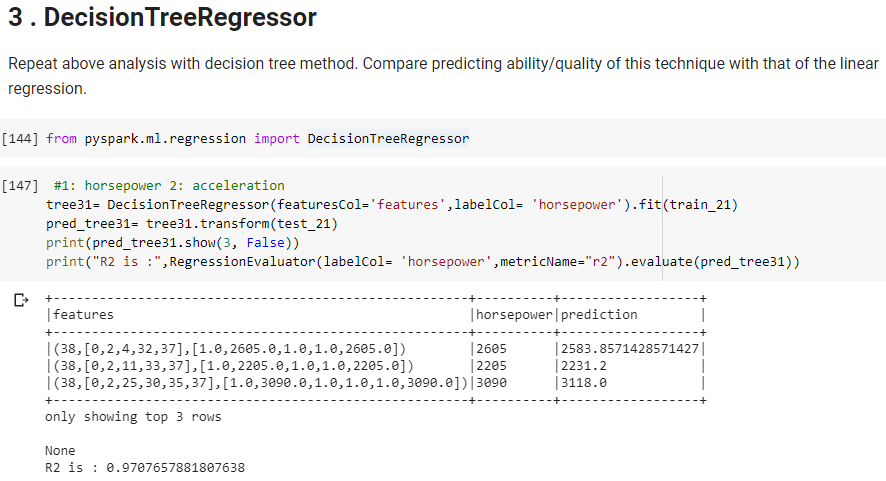 3 . DecisionTreeRegressor
Repeat above analysis with decision tree method. Compare predicting ability/quality of this technique with that of the linear
regression.
[144] from pyspark.ml.regression import DecisionTreeRegressor
[147] #1: horsepower 2: acceleration
tree31= DecisionTreeRegressor(featuresCol='features',labelCol= 'horsepower').fit(train_21)
pred_tree31= tree31.transform(test_21)
print(pred_tree31.show(3, False))
print("R2 is :",RegressionEvaluator(labelCol= 'horsepower',metricName="r2").evaluate(pred_tree31))
+------------------------------------------------------+----------+------------------+
|features |horsepower|prediction |
+------------------------------------------------------+----------+------------------+
|(38,[0,2,4,32,37],[1.0,2605.0,1.0,1.0,2605.0]) |2605 |2583.8571428571427|
|(38,[0,2,11,33,37],[1.0,2205.0,1.0,1.0,2205.0]) |2205 |2231.2 |
|(38,[0,2,25,30,35,37],[1.0,3090.0,1.0,1.0,1.0,3090.0])|3090 |3118.0 |
+------------------------------------------------------+----------+------------------+
only showing top 3 rows
None
R2 is : 0.9707657881807638